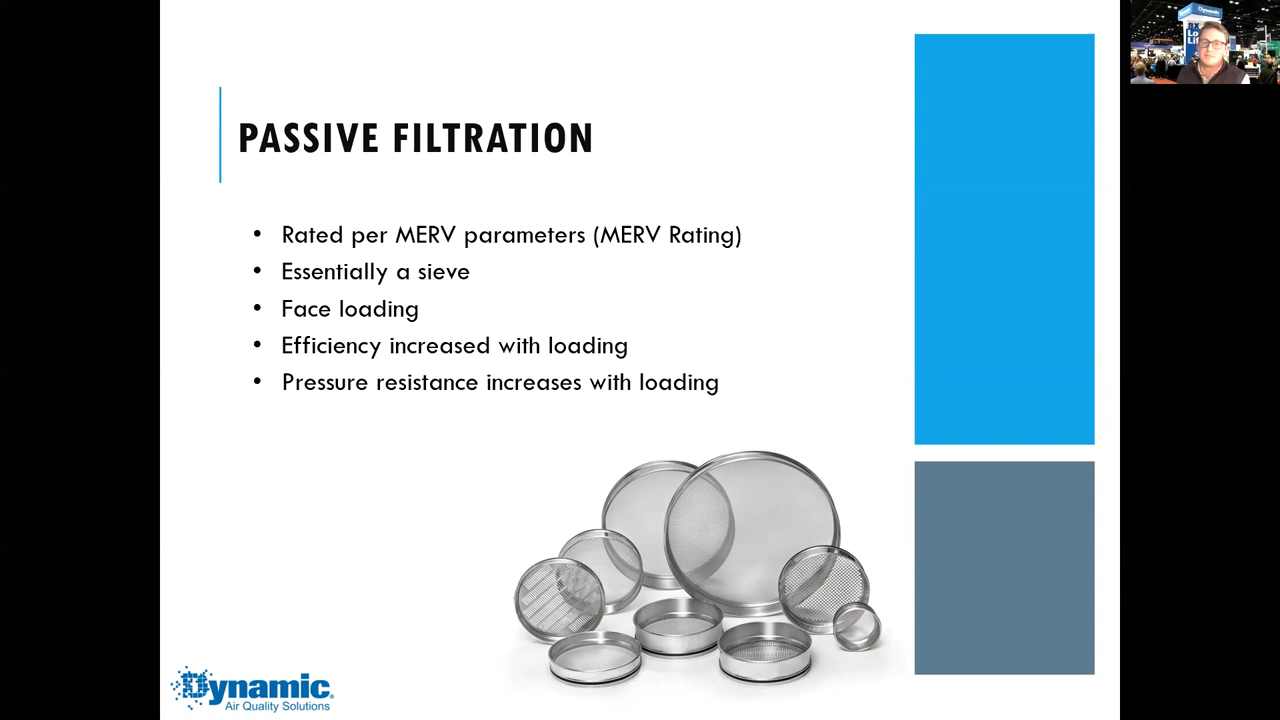 PASSIVE FILTRATION
• Rated per MERV parameters (MERV Rating)
• Essentially a sieve
• Face loading
• Efficiency increased with loading
• Pressure resistance increases with loading
Dynamic
Air Quality Solutions
Dynamic